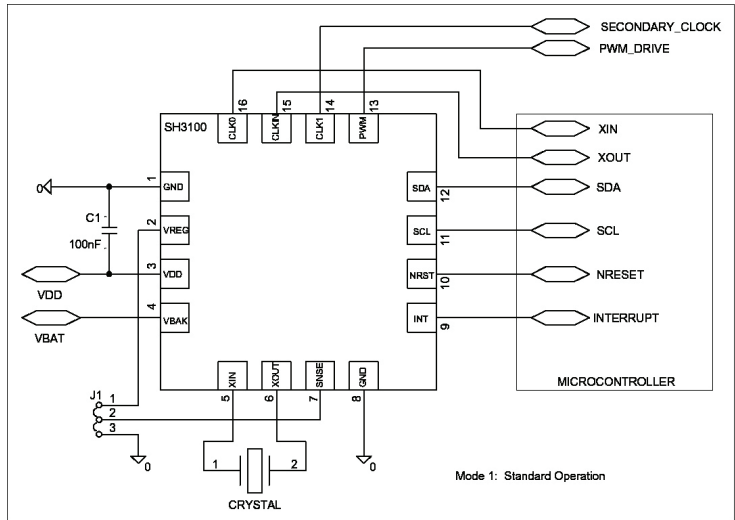 SECONDARY_CLOCK
PWM_DRIVE
16
15
14
13
SH3100
CLK0
CLKIN
CLK1
PWM
XIN
XOUT
0
1
GND
SDA
12
SDA
C1
100nF
2
VREG
SCL
11
SCL
3
VDD
NRST
10
NRESET
VDD
4
VBAK
INT
9
INTERRUPT
VBAT
XIN
XOUT
SNSE
GND
MICROCONTROLLER
J1
1
2
3
5
6
7
8
0
0
1
2
CRYSTAL
Mode 1: Standard Operation